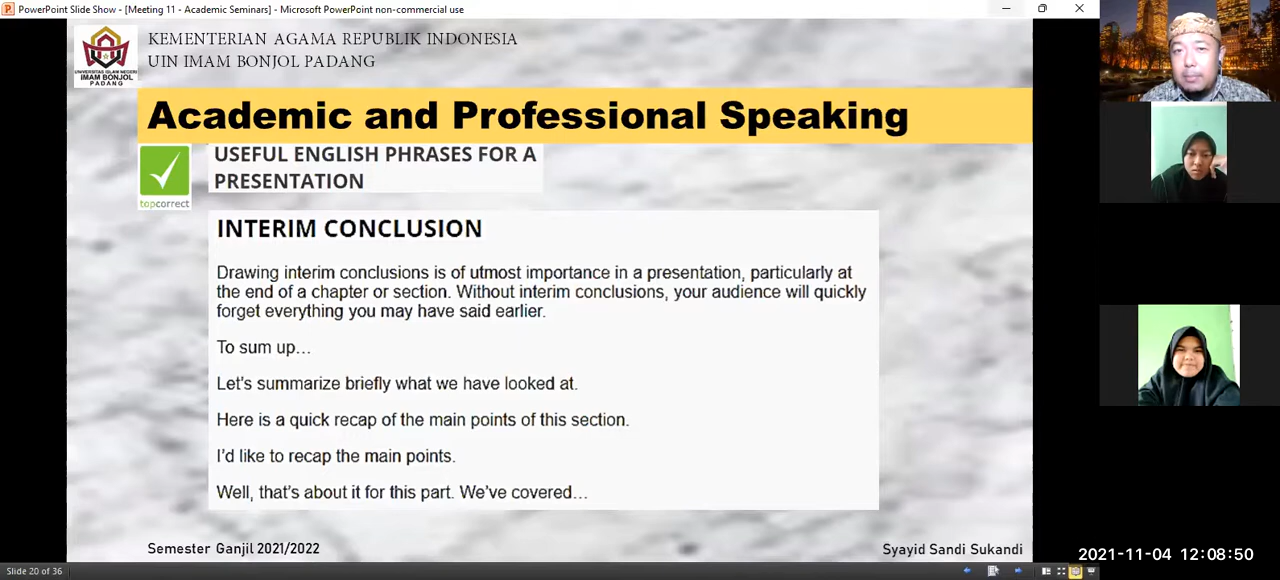 PowerPoint Slide Show - [Meeting 11 - Academic Seminars] - Microsoft PowerPoint non-commercial use
KEMENTERIAN AGAMA REPUBLIK INDONESIA
UIN IMAM BONJOL PADANG
UNIVERSITAS ISLAM NEGERI
IMAM BONJOL
PADANG
Academic and Professional Speaking
topcorrect
USEFUL ENGLISH PHRASES FOR A
PRESENTATION
INTERIM CONCLUSION
Drawing interim conclusions is of utmost importance in a presentation, particularly at
the end of a chapter or section. Without interim conclusions, your audience will quickly
forget everything you may have said earlier.
To sum up…
Let's summarize briefly what we have looked at.
Here is a quick recap of the main points of this section.
I'd like to recap the main points.
Well, that's about it for this part. We've covered…
Semester Ganjil 2021/2022
Syayid Sandi Sukandi
2021-11-04 12:08:50
Slide 20 of 36